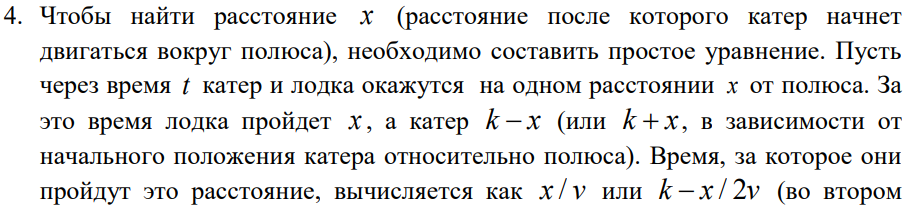 4. Чтобы найти расстояние x (расстояние после которого катер начнет
двигаться вокруг полюса), необходимо составить простое уравнение. Пусть
через время t катер и лодка окажутся на одном расстоянии x от полюса. За
это время лодка пройдет x, а катер k − x (или k + x, в зависимости от
начального положения катера относительно полюса). Время, за которое они
пройдут это расстояние, вычисляется как x / v или k − x / 2v (во втором